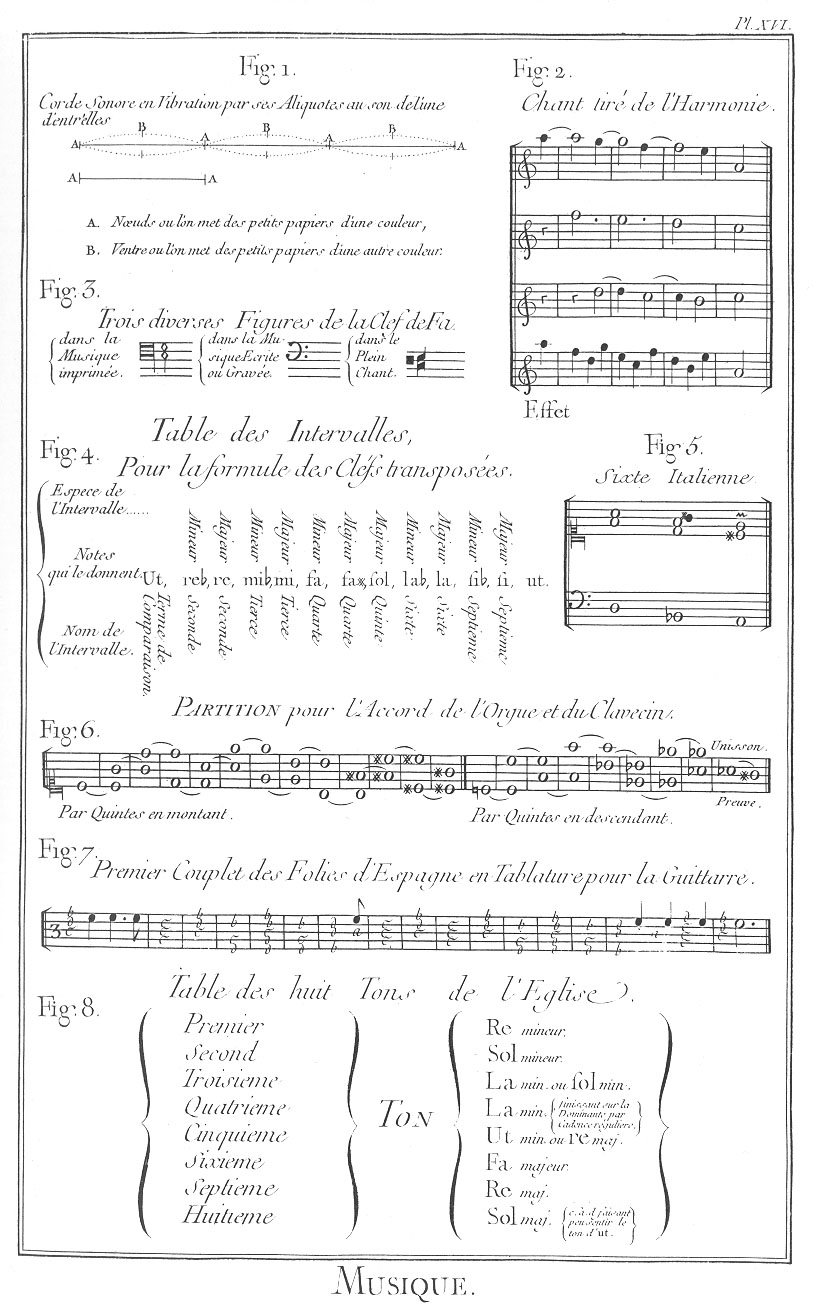 Pl. XVI.
Fig. 1.
Corde Sonore en Vibration par ses Aliquotes au son de l'une
d'entr'elles
B B B
A A A A
A A
A. Nœuds ou l'on met des petits papiers d'une couleur,
B. Ventre ou l'on met des petits papiers d'une autre couleur.
Fig. 2.
Chant tiré de l'Harmonie.
Effet
Fig. 3.
Trois diverses Figures de la Clef de Fa.
dans la
Musique
imprimée.
dans la Mu-
sique Ecrite
ou Gravée.
dans le
Plein
Chant.
Fig. 4.
Table des Intervalles,
Pour la formule des Cléfs transposées.
Espece de
l'Intervalle......
Mineur Majeur Mineur Majeur Mineur Majeur Majeur Mineur Majeur Mineur Majeur
Notes
qui le donnent.
Ut, re♭, re, mi♭, mi, fa, fa⨳, sol, la♭, la, si♭, si, ut.
Nom de
l'Intervalle.
Terme de
Comparaison.
Seconde Seconde Tierce Tierce Quarte Quarte Quinte Sixte Sixte Septieme Septieme
Fig. 5.
Sixte Italienne
PARTITION pour l'Accord de l'Orgue et du Clavecin.
Fig. 6.
Unisson.
Par Quintes en montant.
Par Quintes en descendant.
Preuve.
Fig. 7.
Premier Couplet des Folies d'Espagne en Tablature pour la Guittarre.
3
Table des huit Tons de l'Eglise.
Fig. 8.
Premier
Second
Troisieme
Quatrieme
Cinquieme
Sixieme
Septieme
Huitieme
TON
Re mineur.
Sol mineur.
La min. ou sol min.
La min. finissant sur la
Dominante par
Cadence réguliere.
Ut min. ou re maj.
Fa majeur.
Re maj.
Sol maj. c. à. d. faisant
peu sentir le
ton d'ut.
MUSIQUE.